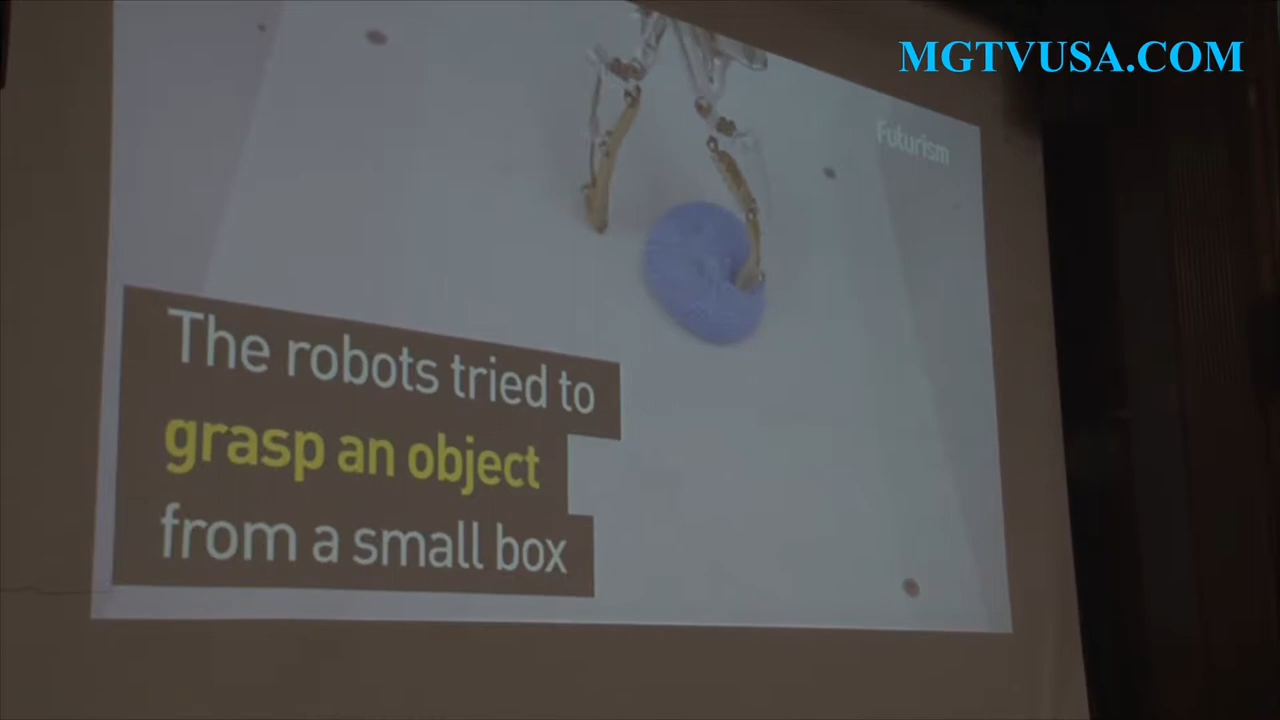 MGTVUSA.COM
Futurism
The robots tried to
grasp an object
from a small box